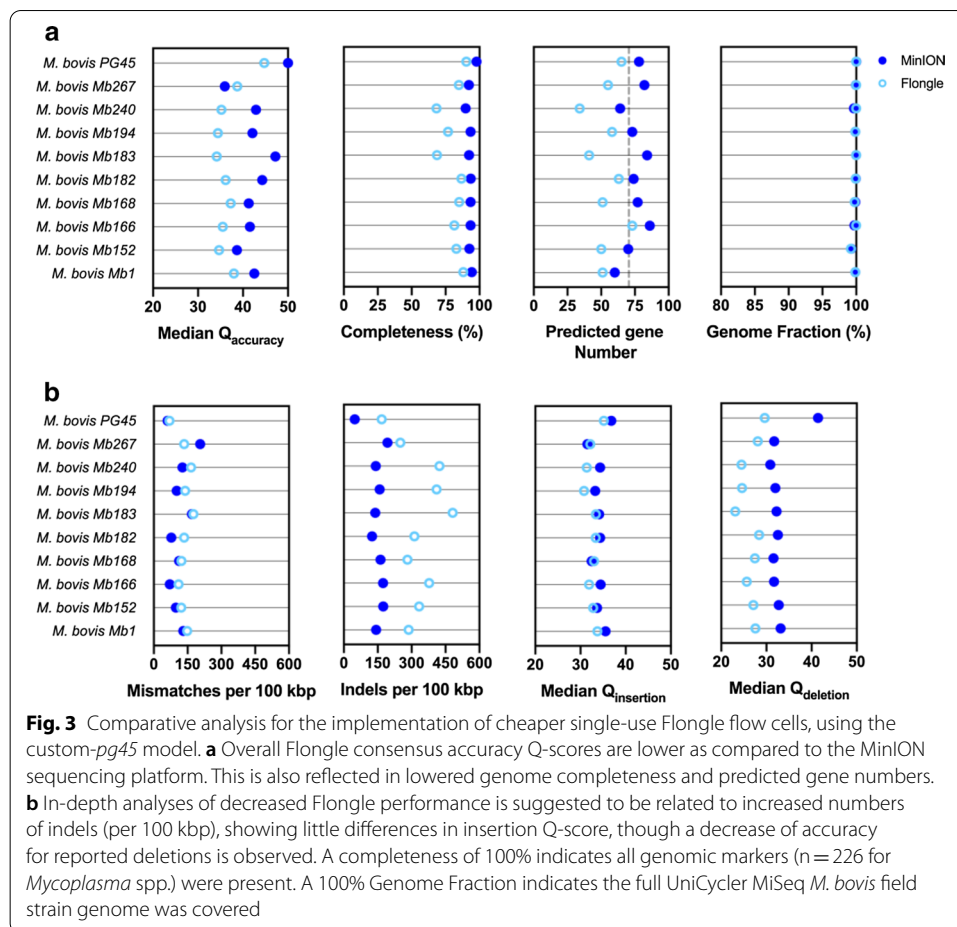 a
MinION
Flongle
M. bovis PG45
M. bovis Mb267
M. bovis Mb240
M. bovis Mb194
M. bovis Mb183
M. bovis Mb182
M. bovis Mb168
M. bovis Mb166
M. bovis Mb152
M. bovis Mb1
20 30 40 50
Median Qaccuracy
0 25 50 75 100
Completeness (%)
0 25 50 75 100
Predicted gene
Number
80 85 90 95 100
Genome Fraction (%)
b
M. bovis PG45
M. bovis Mb267
M. bovis Mb240
M. bovis Mb194
M. bovis Mb183
M. bovis Mb182
M. bovis Mb168
M. bovis Mb166
M. bovis Mb152
M. bovis Mb1
0 150 300 450 600
Mismatches per 100 kbp
0 150 300 450 600
Indels per 100 kbp
20 30 40 50
Median Qinsertion
20 30 40 50
Median Qdeletion
Fig. 3 Comparative analysis for the implementation of cheaper single-use Flongle flow cells, using the
custom-pg45 model. a Overall Flongle consensus accuracy Q-scores are lower as compared to the MinION
sequencing platform. This is also reflected in lowered genome completeness and predicted gene numbers.
b In-depth analyses of decreased Flongle performance is suggested to be related to increased numbers
of indels (per 100 kbp), showing little differences in insertion Q-score, though a decrease of accuracy
for reported deletions is observed. A completeness of 100% indicates all genomic markers (n = 226 for
Mycoplasma spp.) were present. A 100% Genome Fraction indicates the full UniCycler MiSeq M. bovis field
strain genome was covered